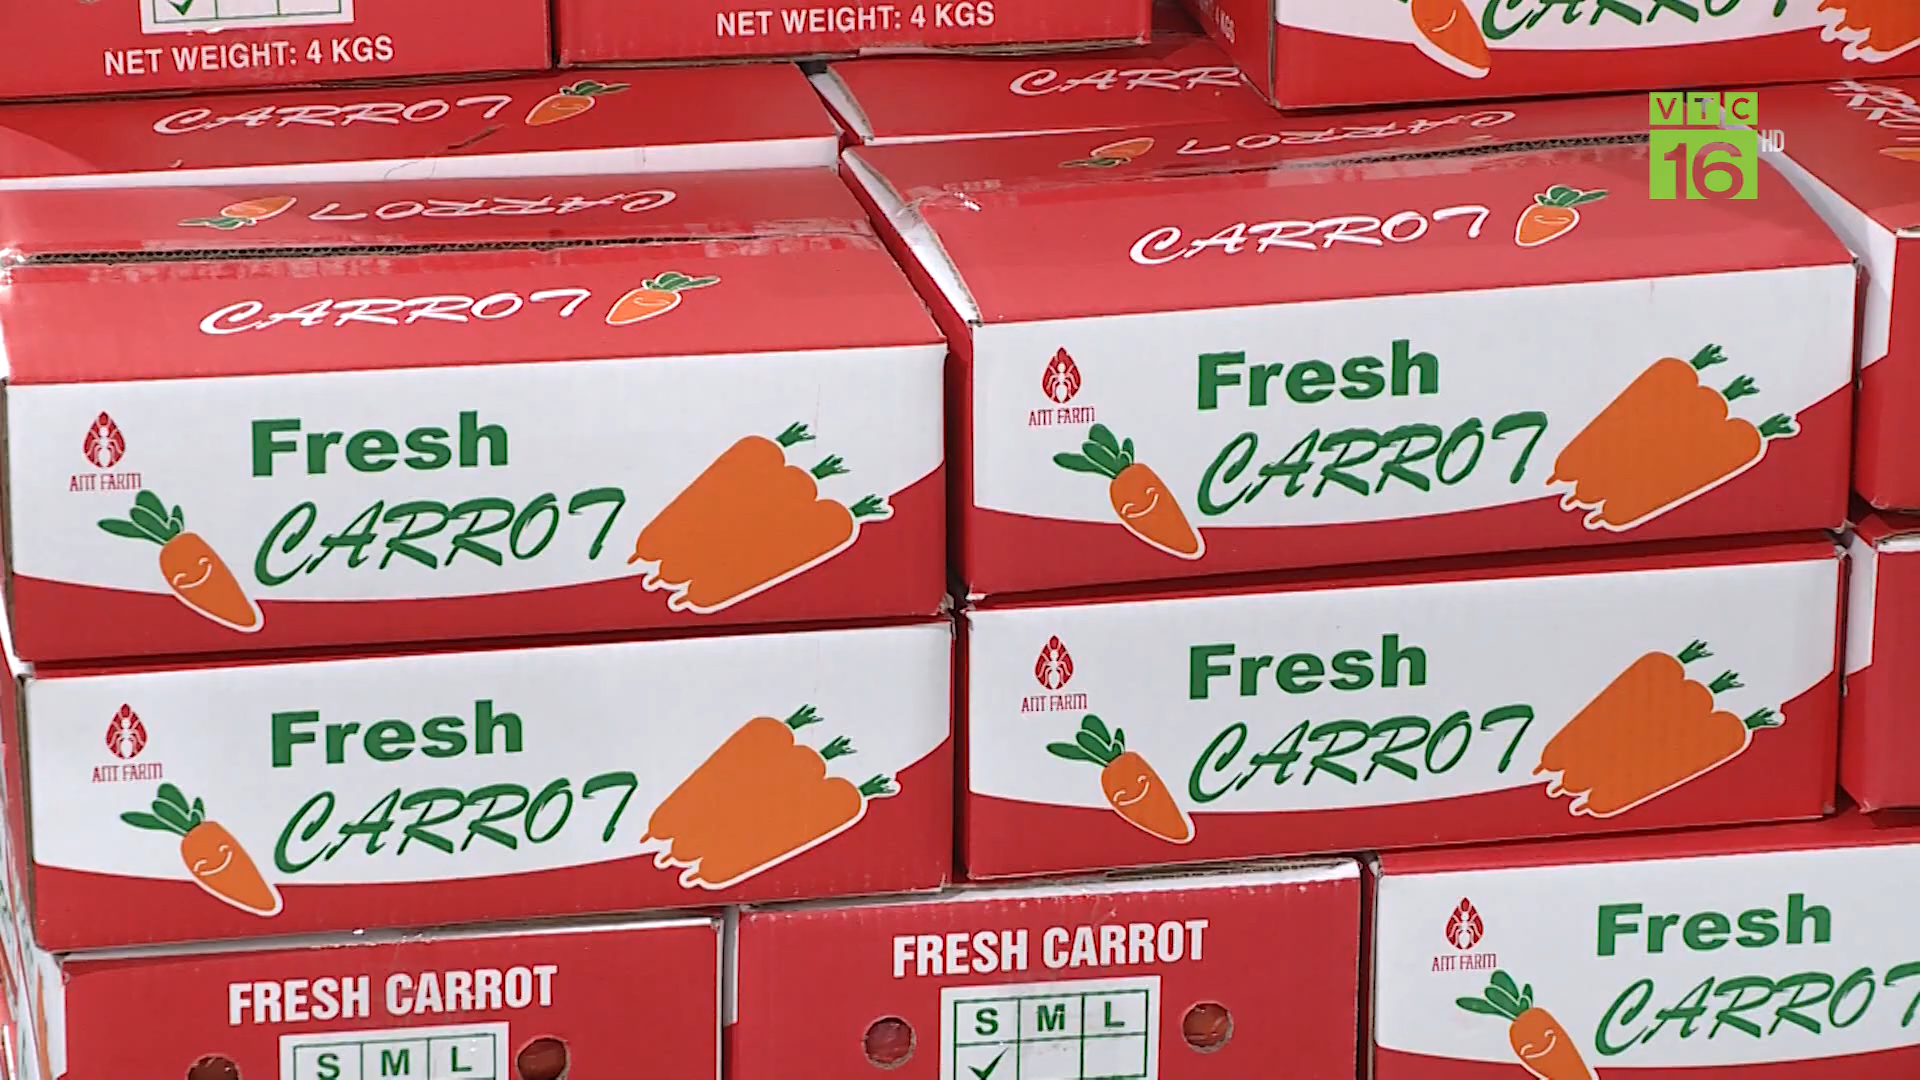 NET WEIGHT: 4 KGS
NET WEIGHT: 4 KGS
CARROT
CARROT
CARR
CARROT
VTC
16 HD
CARROT
CARROT
CARROT
CARROT
ANT FARM
Fresh
CARROT
ANT FARM
Fresh
CARROT
ANT FARM
Fresh
CARROT
ANT FARM
Fresh
CARROT
FRESH CARROT
S M L
FRESH CARROT
S M L
ANT FARM
Fresh
CARROT